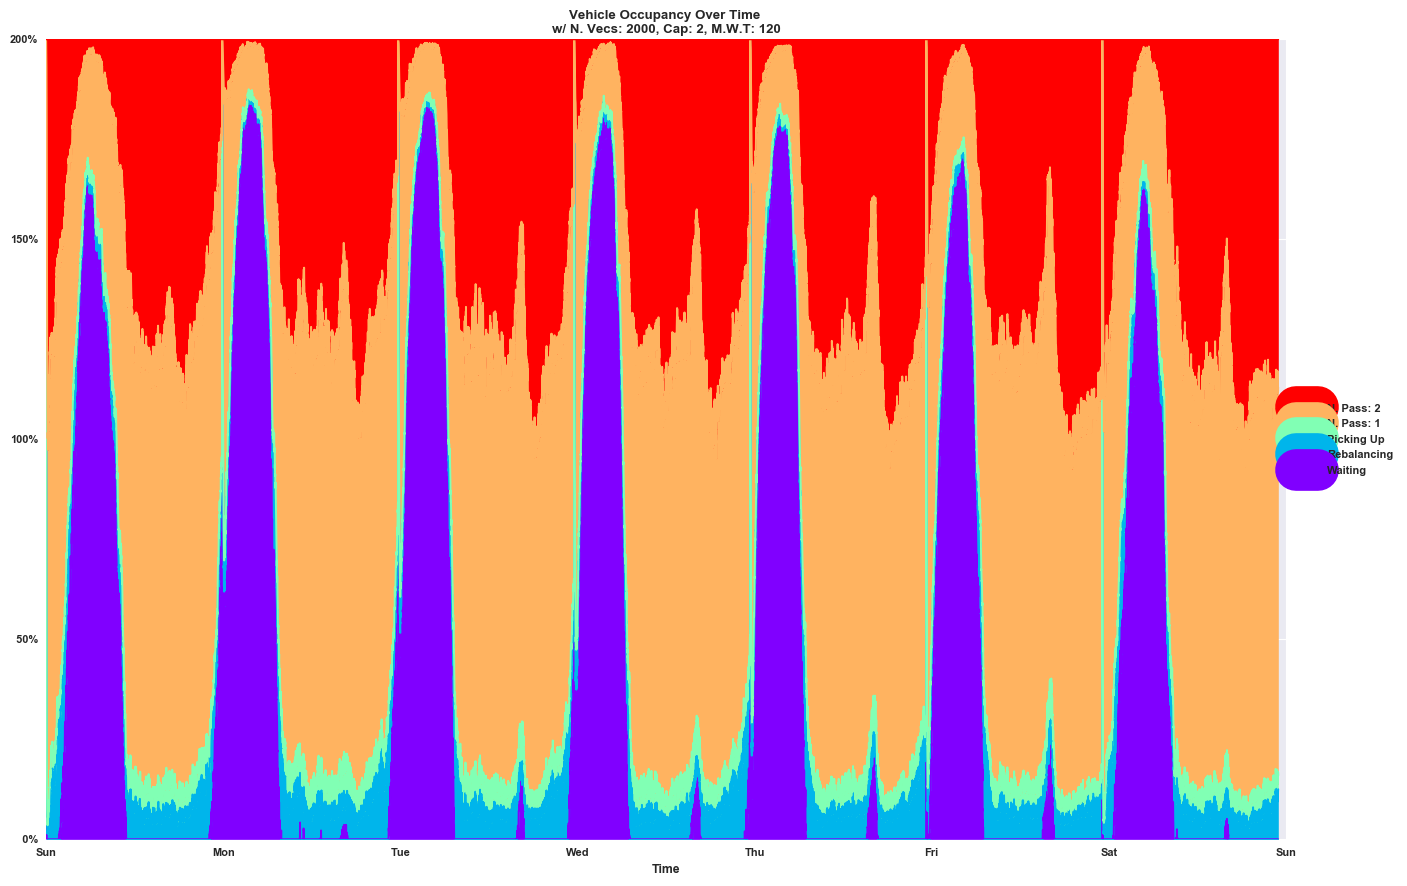 Vehicle Occupancy Over Time
w/ N. Vecs: 2000, Cap: 2, M.W.T: 120
200%
150%
100%
50%
0%
Pass: 2
Pass: 1
Picking Up
Rebalancing
Waiting
Sun
Mon
Tue
Wed
Thu
Fri
Sat
Sun
Time